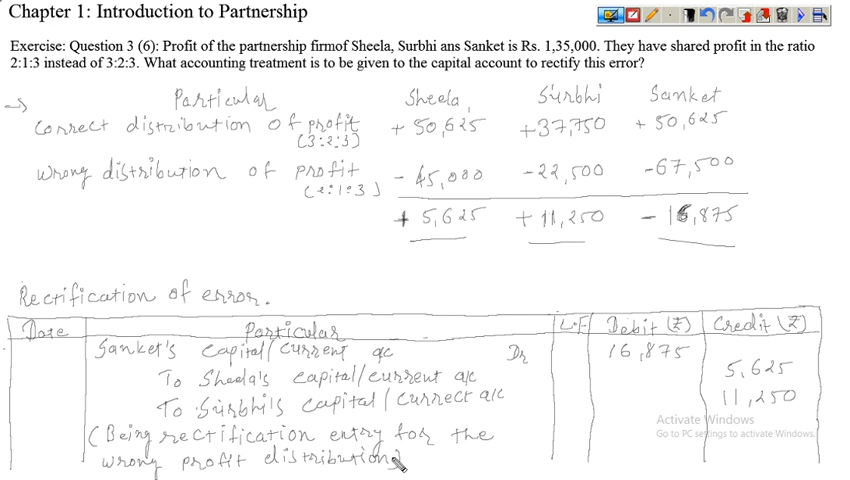 Chapter 1: Introduction to Partnership
Exercise: Question 3 (6): Profit of the partnership firmof Sheela, Surbhi ans Sanket is Rs. 1,35,000. They have shared profit in the ratio
2:1:3 instead of 3:2:3. What accounting treatment is to be given to the capital account to rectify this error?
→ Particular Sheela Surbhi Sanket
Correct distribution of profit + 50,625 +37,750 + 50,625
(3:2:3)
Wrong distribution of profit - 45,000 -22,500 -67,500
(2:1:3)
+ 5,625 + 11,250 - 16,875
Rectification of error.
Date Particular L.F Debit (₹) Credit (₹)
Sanket's Capital/Current a/c Dr 16,875
To Sheela's capital/current a/c 5,625
To Surbhi's capital/currect a/c 11,250
(Being rectification entry for the
wrong profit distribution)
Activate Windows
Go to PC settings to activate Windows.